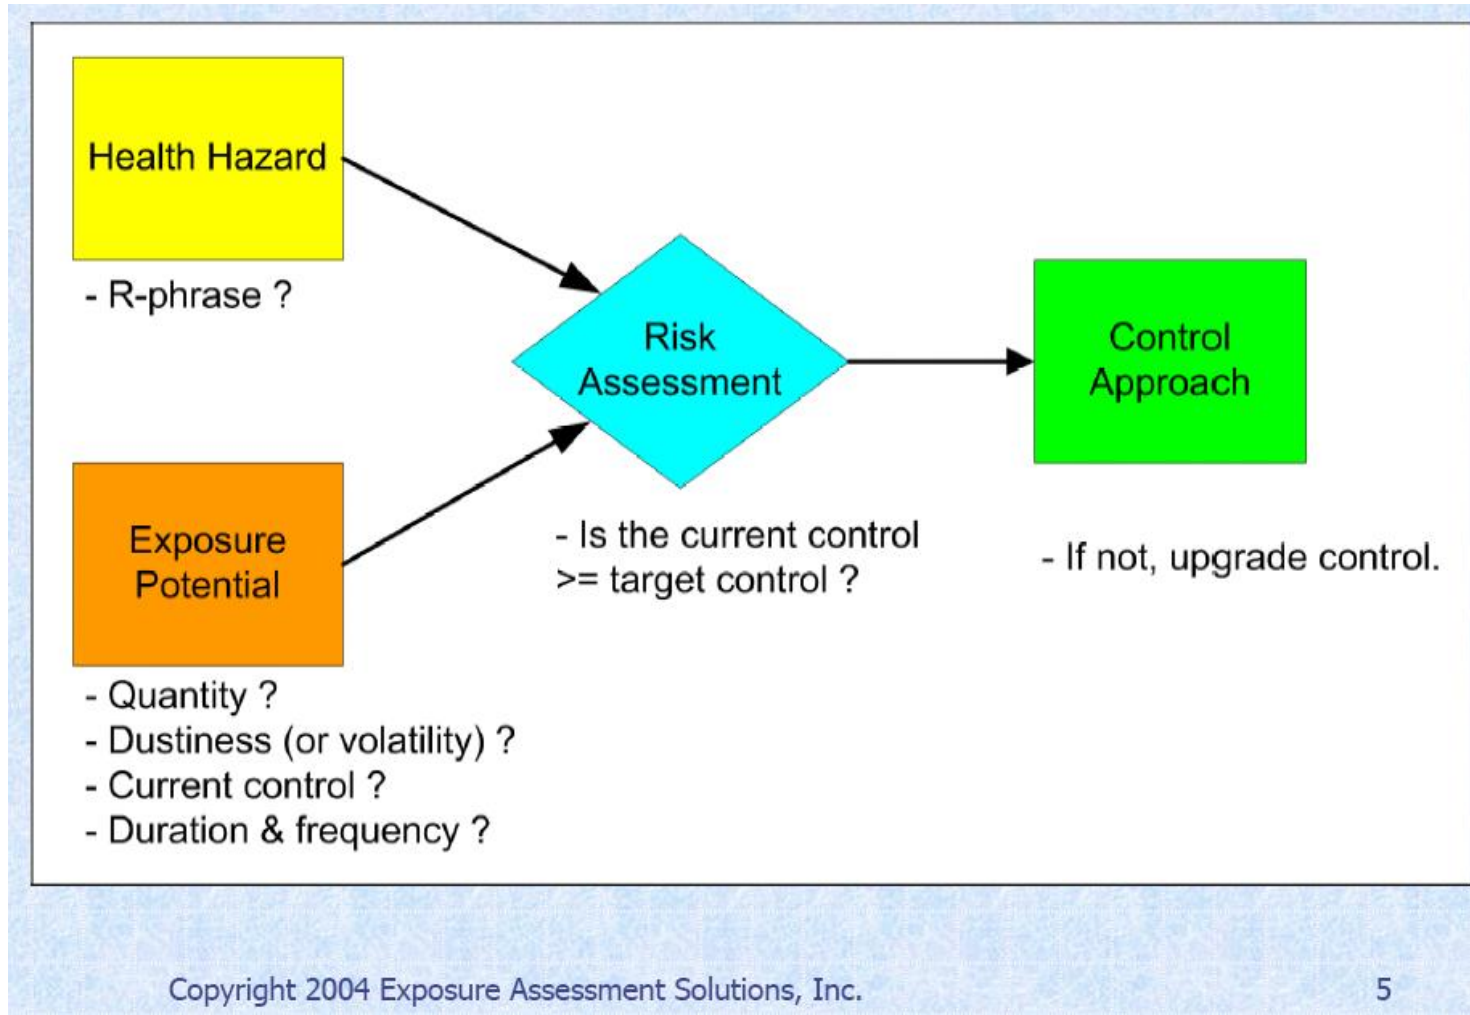 Health Hazard
- R-phrase ?
Exposure
Potential
- Quantity ?
- Dustiness (or volatility) ?
- Current control ?
- Duration & frequency ?
Risk
Assessment
- Is the current control
>= target control ?
Control
Approach
- If not, upgrade control.
Copyright 2004 Exposure Assessment Solutions, Inc.
5